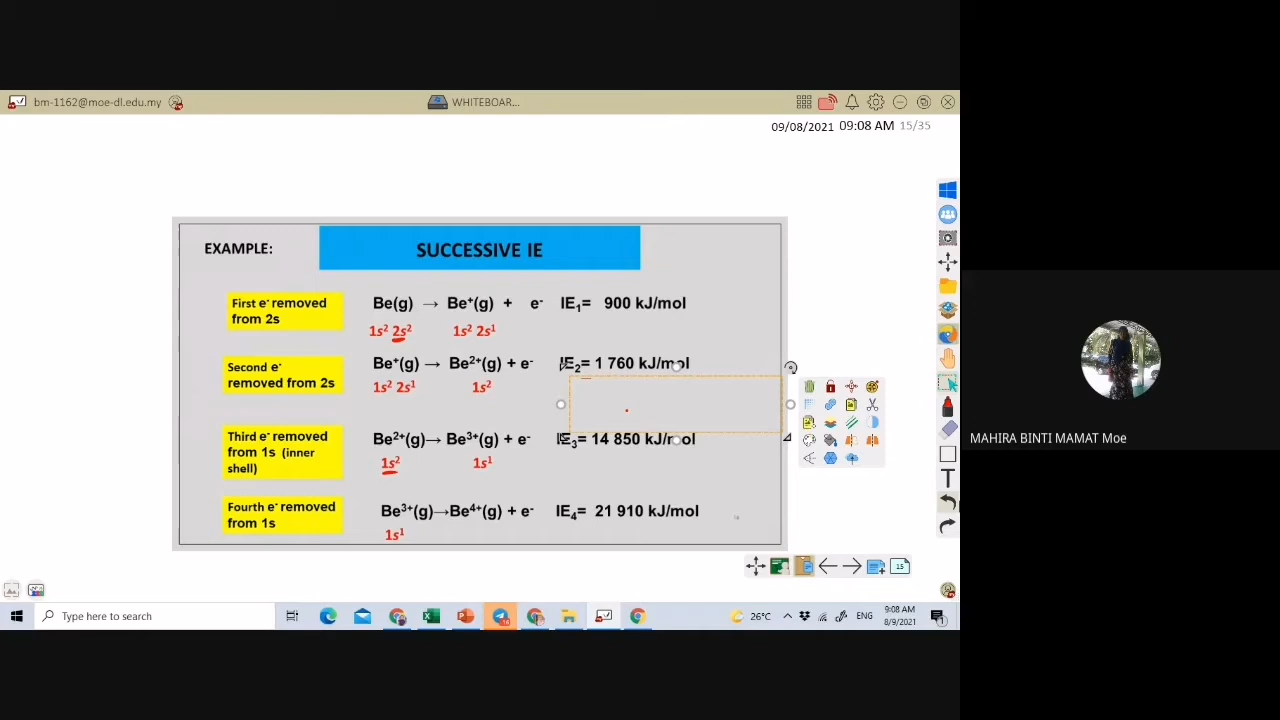 bm-1162@moe-dl.edu.my
WHITEBOAR...
09/08/2021 09:08 AM 15/35
EXAMPLE:
SUCCESSIVE IE
First e⁻ removed
from 2s
Be(g) → Be⁺(g) + e⁻ IE₁= 900 kJ/mol
1s² 2s² 1s² 2s¹
Second e⁻
removed from 2s
Be⁺(g) → Be²⁺(g) + e⁻ IE₂= 1 760 kJ/mol
1s² 2s¹ 1s²
Third e⁻ removed
from 1s (inner
shell)
Be²⁺(g)→ Be³⁺(g) + e⁻ IE₃= 14 850 kJ/mol
1s² 1s¹
Fourth e⁻ removed
from 1s
Be³⁺(g)→Be⁴⁺(g) + e⁻ IE₄= 21 910 kJ/mol
1s¹
MAHIRA BINTI MAMAT Moe
T
15
Type here to search
26°C
ENG
9:08 AM
8/9/2021